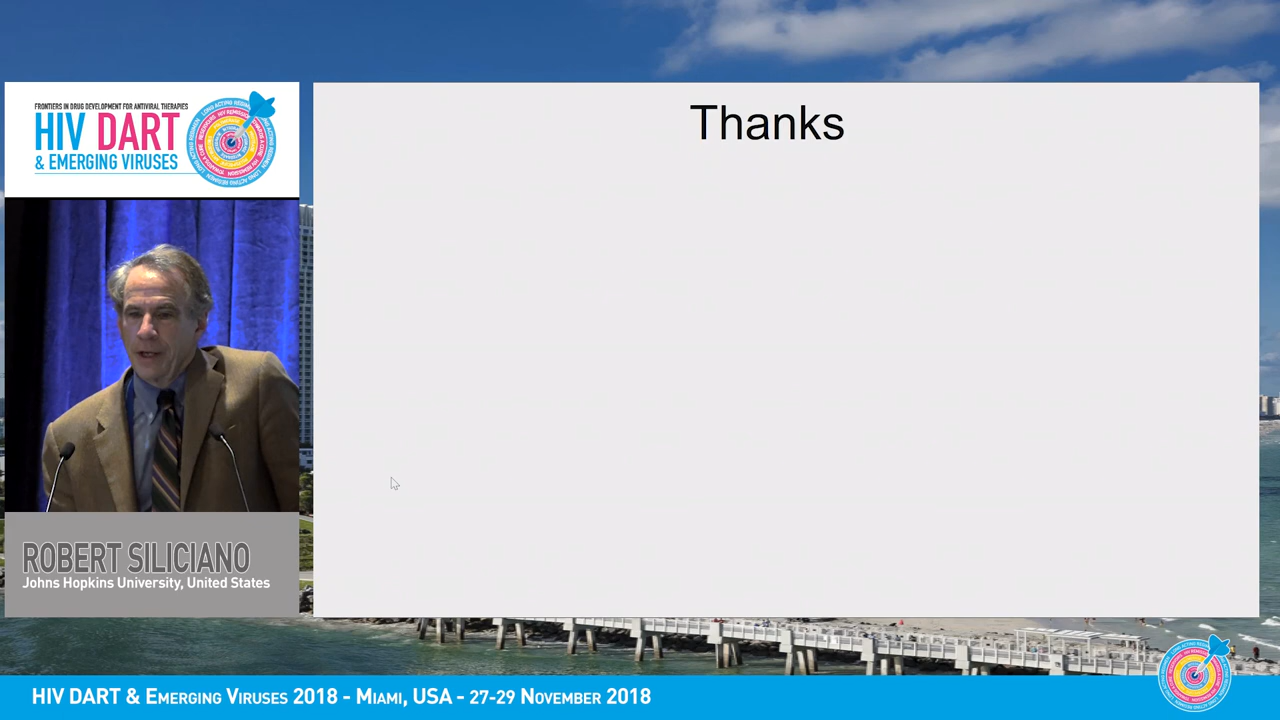 FRONTIERS IN DRUG DEVELOPMENT FOR ANTIVIRAL THERAPIES
HIV DART
& EMERGING VIRUSES
Thanks
ROBERT SILICIANO
Johns Hopkins University, United States
HIV DART & EMERGING VIRUSES 2018 - MIAMI, USA - 27-29 NOVEMBER 2018